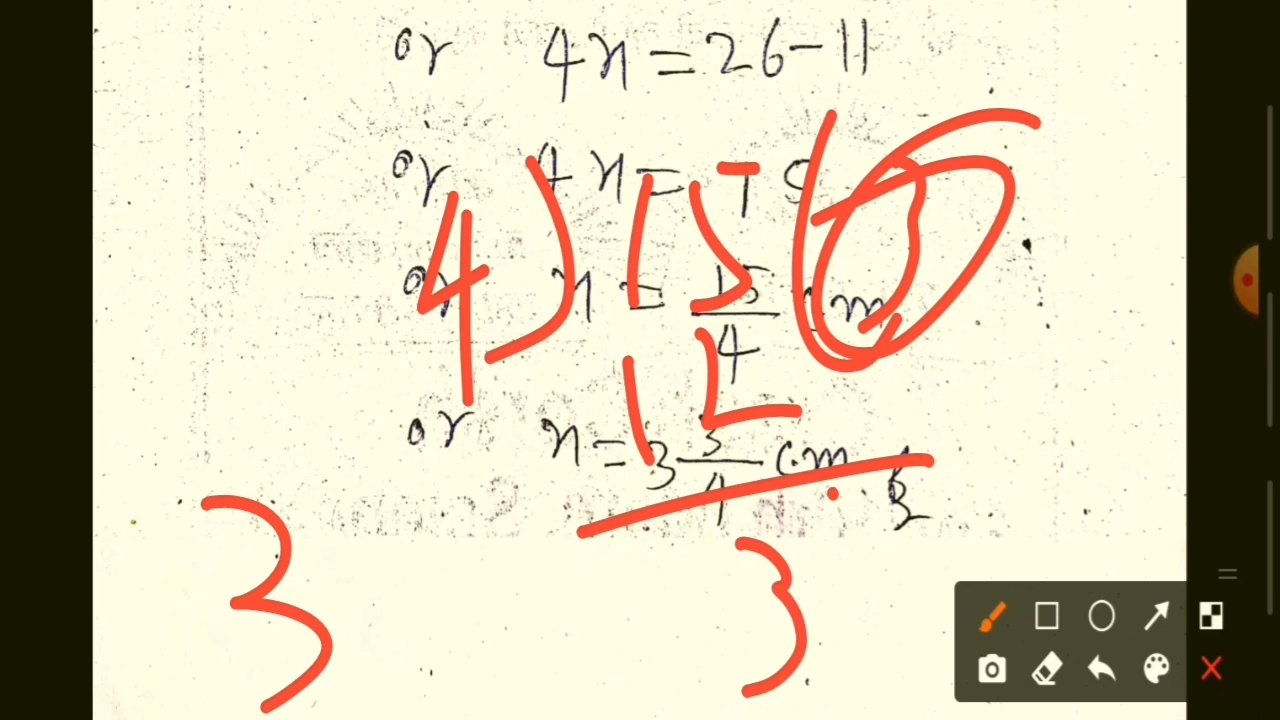 or 4x = 26 - 11
or 4x = 15
or x = 15/4 cm
or x = 3 3/4 cm
4) 15 (3
12
3
3